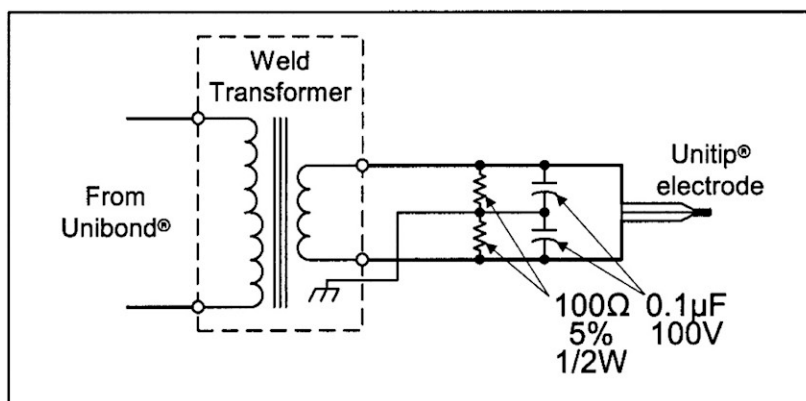 Weld
Transformer
From
Unibond®
Unitip®
electrode
100Ω
5%
1/2W
0.1µF
100V